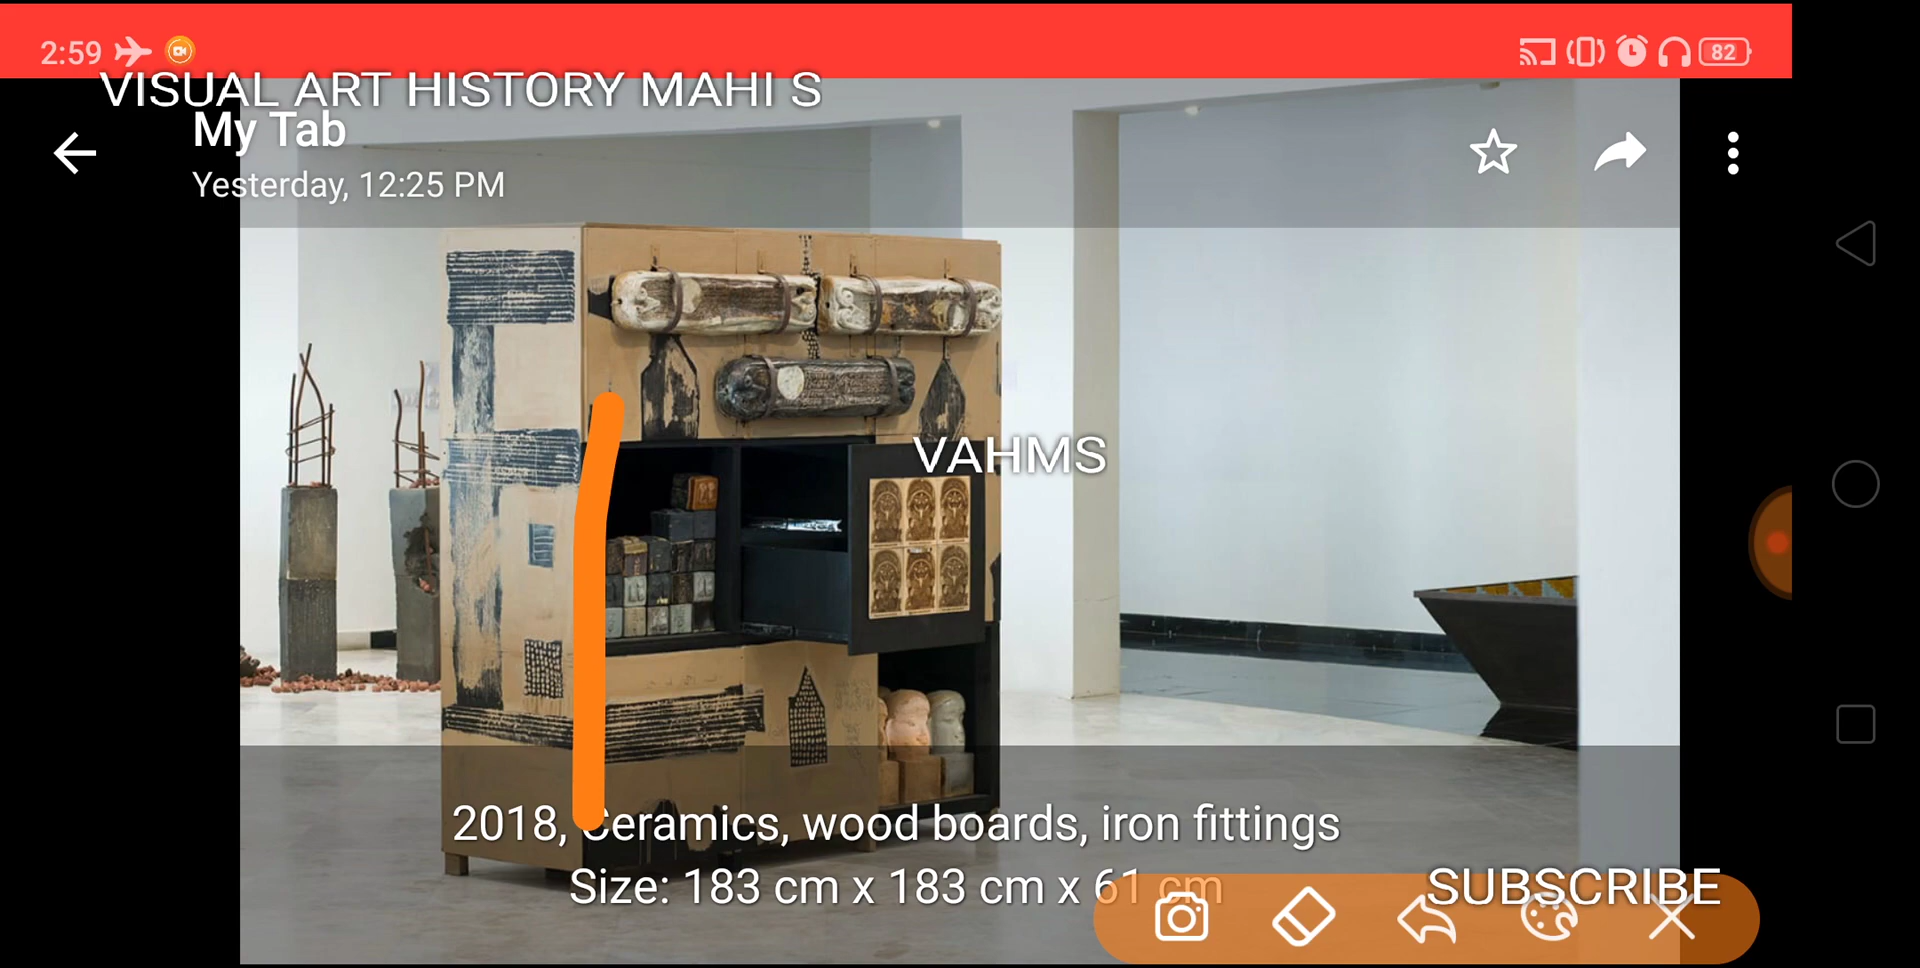 2:59
82
VISUAL ART HISTORY MAHI S
My Tab
Yesterday, 12:25 PM
VAHMS
2018, Ceramics, wood boards, iron fittings
Size: 183 cm x 183 cm x 61 cm
SUBSCRIBE